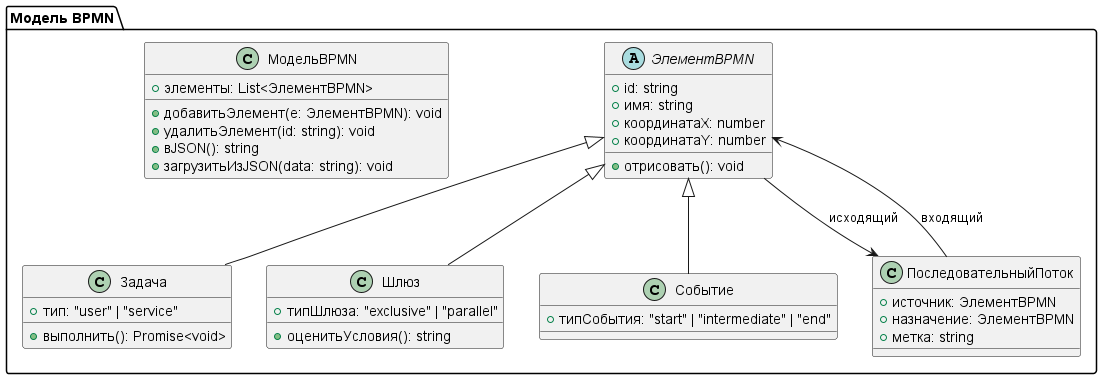 Модель BPMN
C МодельBPMN
элементы: List<ЭлементBPMN>
добавитьЭлемент(e: ЭлементBPMN): void
удалитьЭлемент(id: string): void
вJSON(): string
загрузитьИзJSON(data: string): void
A ЭлементBPMN
id: string
имя: string
координатаX: number
координатаY: number
отрисовать(): void
исходящий
входящий
C Задача
тип: "user" | "service"
выполнить(): Promise<void>
C Шлюз
типШлюза: "exclusive" | "parallel"
оценитьУсловия(): string
C Событие
типСобытия: "start" | "intermediate" | "end"
C ПоследовательныйПоток
источник: ЭлементBPMN
назначение: ЭлементBPMN
метка: string